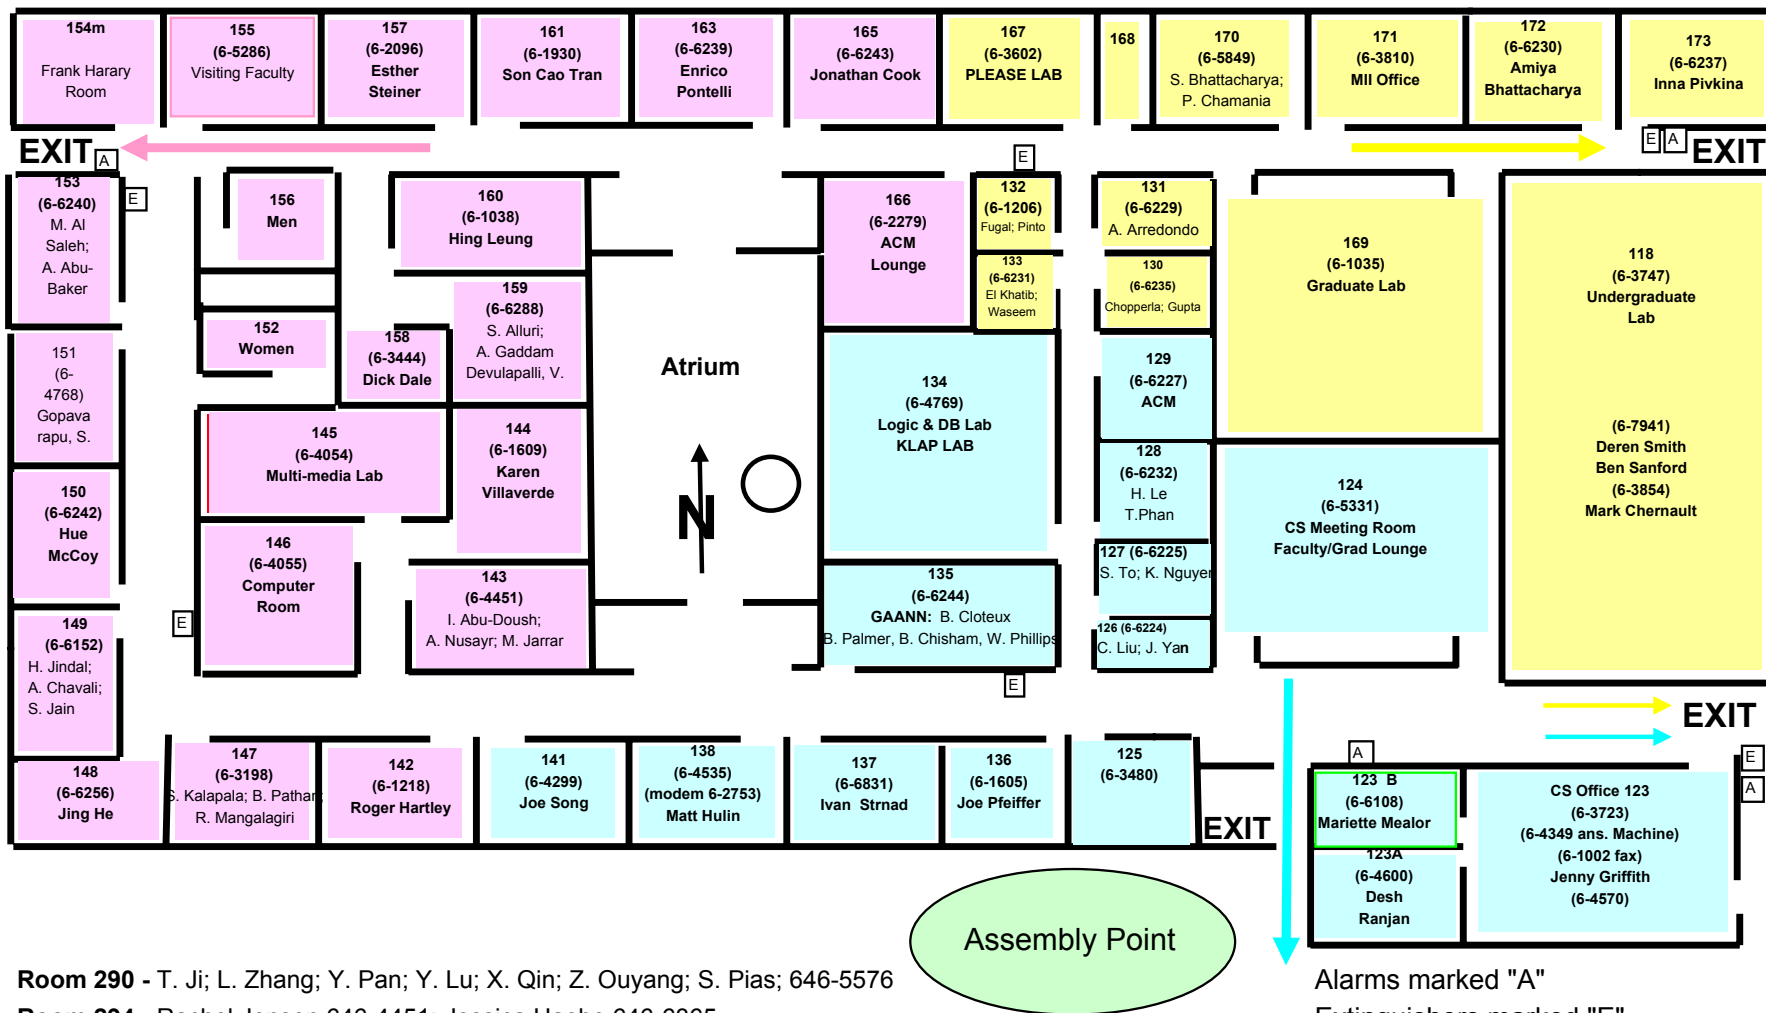 154m
Frank Harary
Room
155
(6-5286)
Visiting Faculty
157
(6-2096)
Esther
Steiner
161
(6-1930)
Son Cao Tran
163
(6-6239)
Enrico
Pontelli
165
(6-6243)
Jonathan Cook
167
(6-3602)
PLEASE LAB
168
170
(6-5849)
S. Bhattacharya;
P. Chamania
171
(6-3810)
MII Office
172
(6-6230)
Amiya
Bhattacharya
173
(6-6237)
Inna Pivkina
EXIT
A
E
E
E
A
EXIT
153
(6-6240)
M. Al
Saleh;
A. Abu-
Baker
156
Men
160
(6-1038)
Hing Leung
166
(6-2279)
ACM
Lounge
132
(6-1206)
Fugal; Pinto
131
(6-6229)
A. Arredondo
169
(6-1035)
Graduate Lab
118
(6-3747)
Undergraduate
Lab
(6-7941)
Deren Smith
Ben Sanford
(6-3854)
Mark Chernault
133
(6-6231)
El Khatib;
Waseem
130
(6-6235)
Chopperla; Gupta
159
(6-6288)
S. Alluri;
A. Gaddam
Devulapalli, V.
152
Women
158
(6-3444)
Dick Dale
151
(6-
4768)
Gopava
rapu, S.
Atrium
134
(6-4769)
Logic & DB Lab
KLAP LAB
129
(6-6227)
ACM
145
(6-4054)
Multi-media Lab
144
(6-1609)
Karen
Villaverde
N
128
(6-6232)
H. Le
T.Phan
124
(6-5331)
CS Meeting Room
Faculty/Grad Lounge
150
(6-6242)
Hue
McCoy
146
(6-4055)
Computer
Room
E
143
(6-4451)
I. Abu-Doush;
A. Nusayr; M. Jarrar
135
(6-6244)
GAANN: B. Cloteux
B. Palmer, B. Chisham, W. Phillips
127 (6-6225)
S. To; K. Nguyen
126 (6-6224)
C. Liu; J. Yan
149
(6-6152)
H. Jindal;
A. Chavali;
S. Jain
E
EXIT
148
(6-6256)
Jing He
147
(6-3198)
S. Kalapala; B. Pathan;
R. Mangalagiri
142
(6-1218)
Roger Hartley
141
(6-4299)
Joe Song
138
(6-4535)
(modem 6-2753)
Matt Hulin
137
(6-6831)
Ivan Strnad
136
(6-1605)
Joe Pfeiffer
125
(6-3480)
EXIT
A
E
A
123 B
(6-6108)
Mariette Mealor
123A
(6-4600)
Desh
Ranjan
CS Office 123
(6-3723)
(6-4349 ans. Machine)
(6-1002 fax)
Jenny Griffith
(6-4570)
Assembly Point
Room 290 - T. Ji; L. Zhang; Y. Pan; Y. Lu; X. Qin; Z. Ouyang; S. Pias; 646-5576
Alarms marked "A"
Extinguishers marked "E"